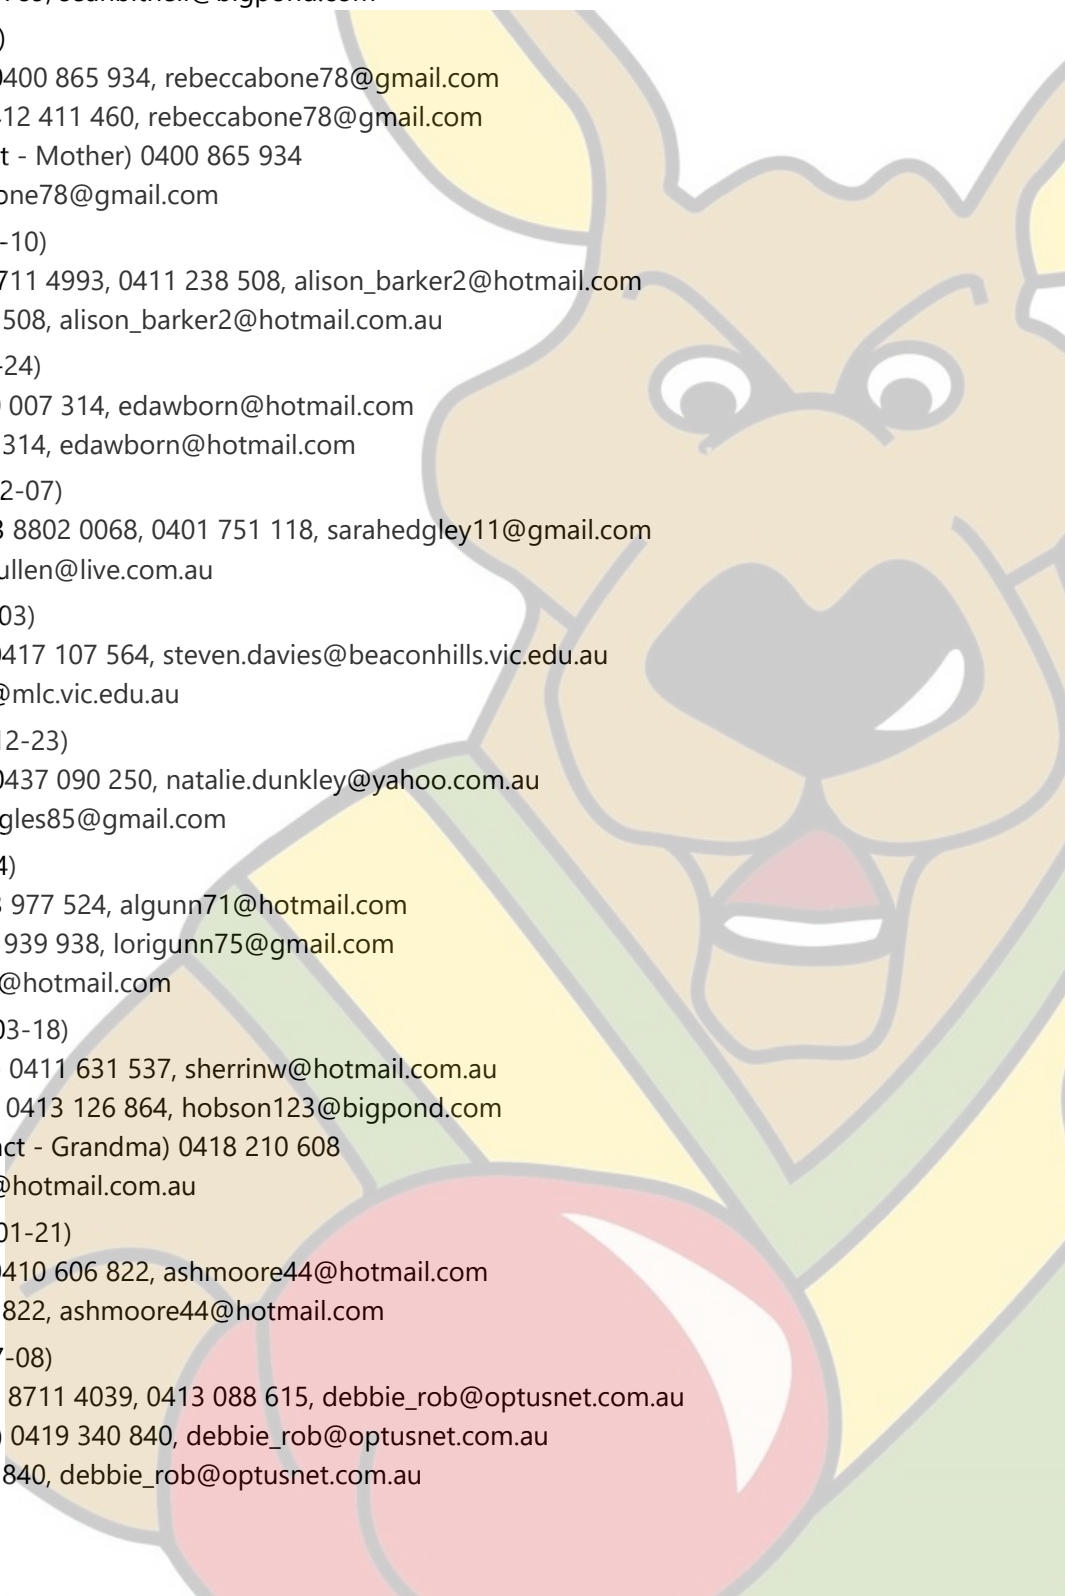 )
0400 865 934, rebeccabone78@gmail.com
412 411 460, rebeccabone78@gmail.com
t - Mother) 0400 865 934
one78@gmail.com
-10)
711 4993, 0411 238 508, alison_barker2@hotmail.com
508, alison_barker2@hotmail.com.au
-24)
007 314, edawborn@hotmail.com
314, edawborn@hotmail.com
2-07)
8802 0068, 0401 751 118, sarahedgley11@gmail.com
ullen@live.com.au
03)
0417 107 564, steven.davies@beaconhills.vic.edu.au
@mlc.vic.edu.au
12-23)
0437 090 250, natalie.dunkley@yahoo.com.au
gles85@gmail.com
4)
977 524, algunn71@hotmail.com
939 938, lorigunn75@gmail.com
@hotmail.com
03-18)
0411 631 537, sherrinw@hotmail.com.au
0413 126 864, hobson123@bigpond.com
act - Grandma) 0418 210 608
@hotmail.com.au
01-21)
0410 606 822, ashmoore44@hotmail.com
822, ashmoore44@hotmail.com
7-08)
8711 4039, 0413 088 615, debbie_rob@optusnet.com.au
) 0419 340 840, debbie_rob@optusnet.com.au
840, debbie_rob@optusnet.com.au